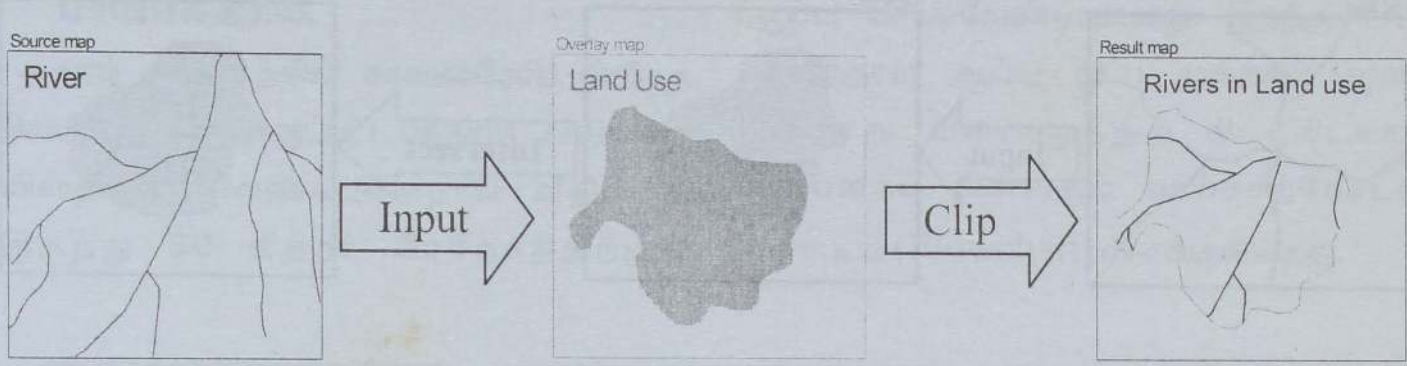 Source map
River
Input
Overlay map
Land Use
Clip
Result map
Rivers in Land use